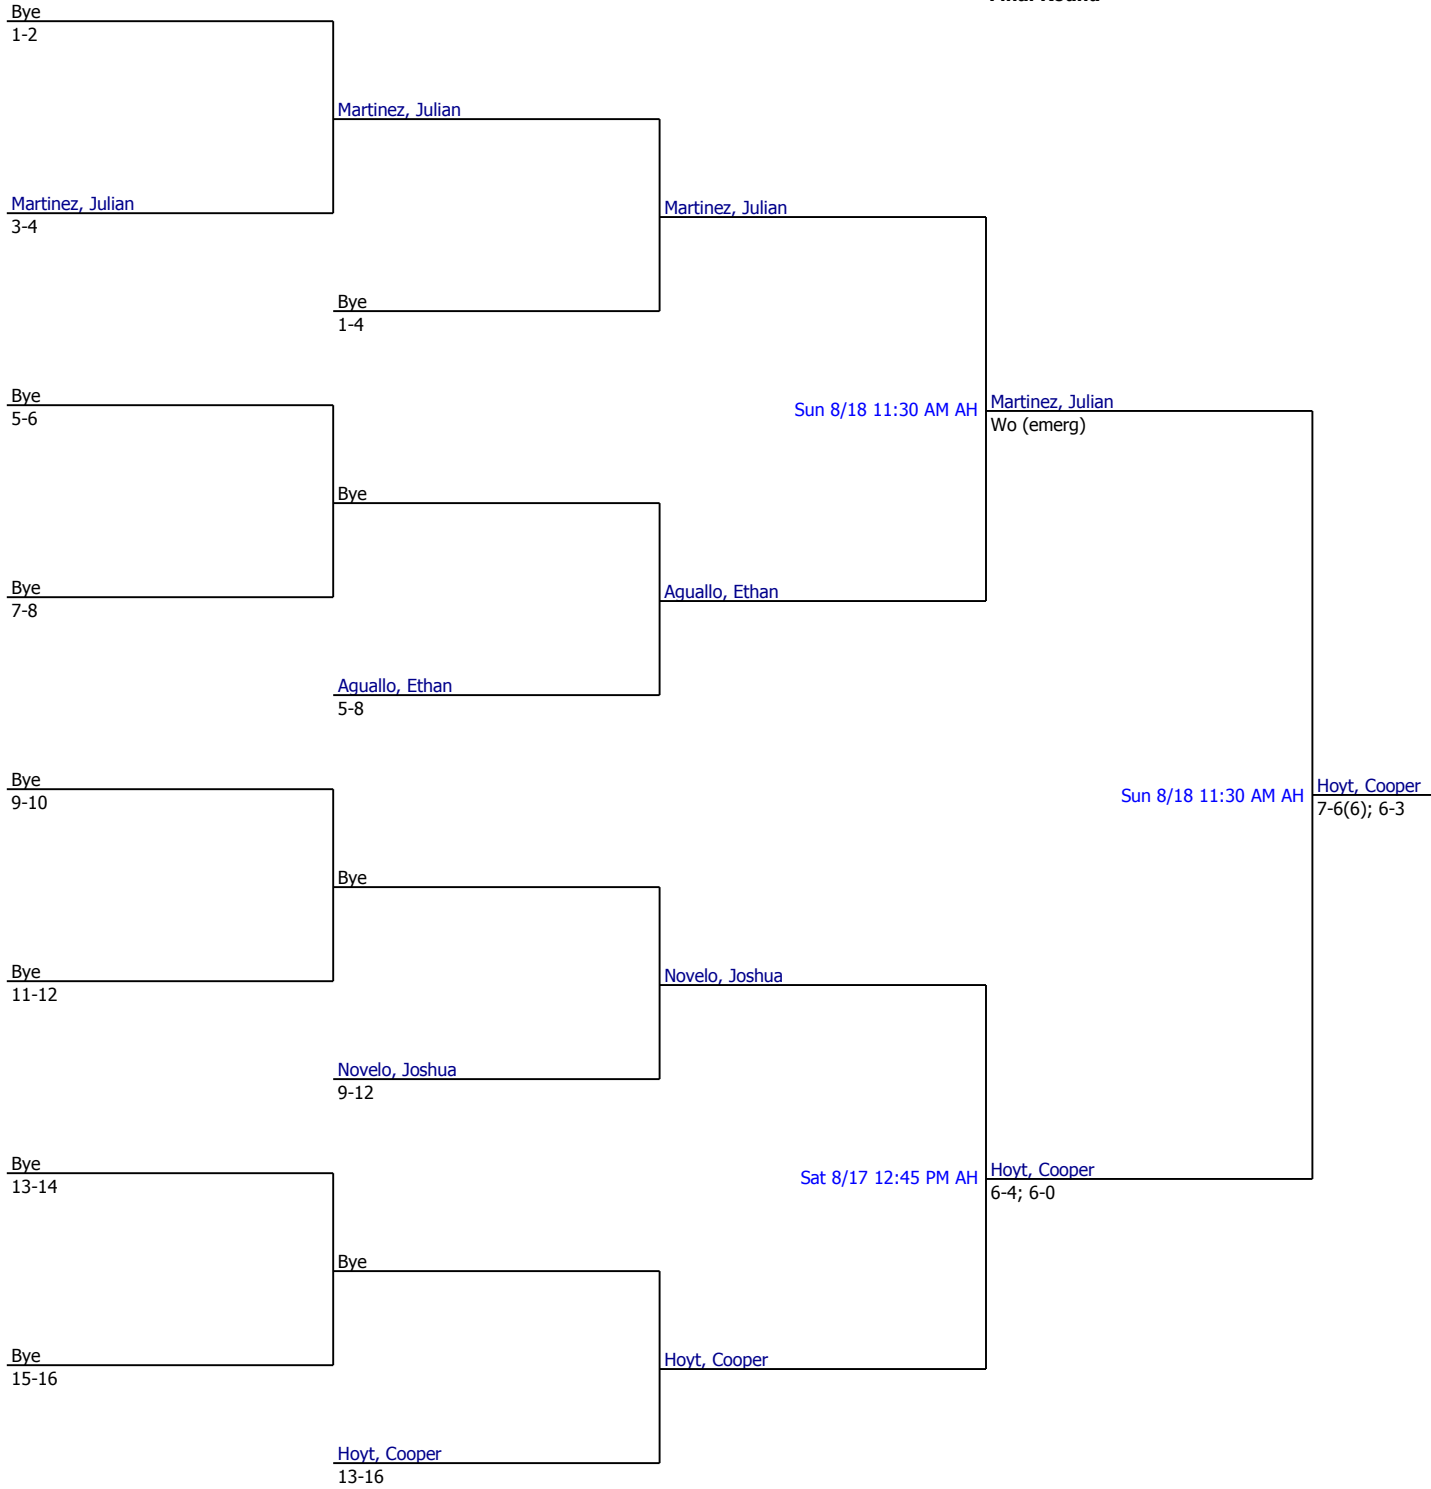 Final Round
Bye
1-2
Martinez, Julian
Martinez, Julian
3-4
Martinez, Julian
Bye
1-4
Bye
5-6
Sun 8/18 11:30 AM AH
Martinez, Julian
Wo (emerg)
Bye
Bye
7-8
Aguallo, Ethan
Aguallo, Ethan
5-8
Bye
9-10
Sun 8/18 11:30 AM AH
Hoyt, Cooper
7-6(6); 6-3
Bye
Bye
11-12
Novelo, Joshua
Novelo, Joshua
9-12
Bye
13-14
Sat 8/17 12:45 PM AH
Hoyt, Cooper
6-4; 6-0
Bye
Bye
15-16
Hoyt, Cooper
Hoyt, Cooper
13-16